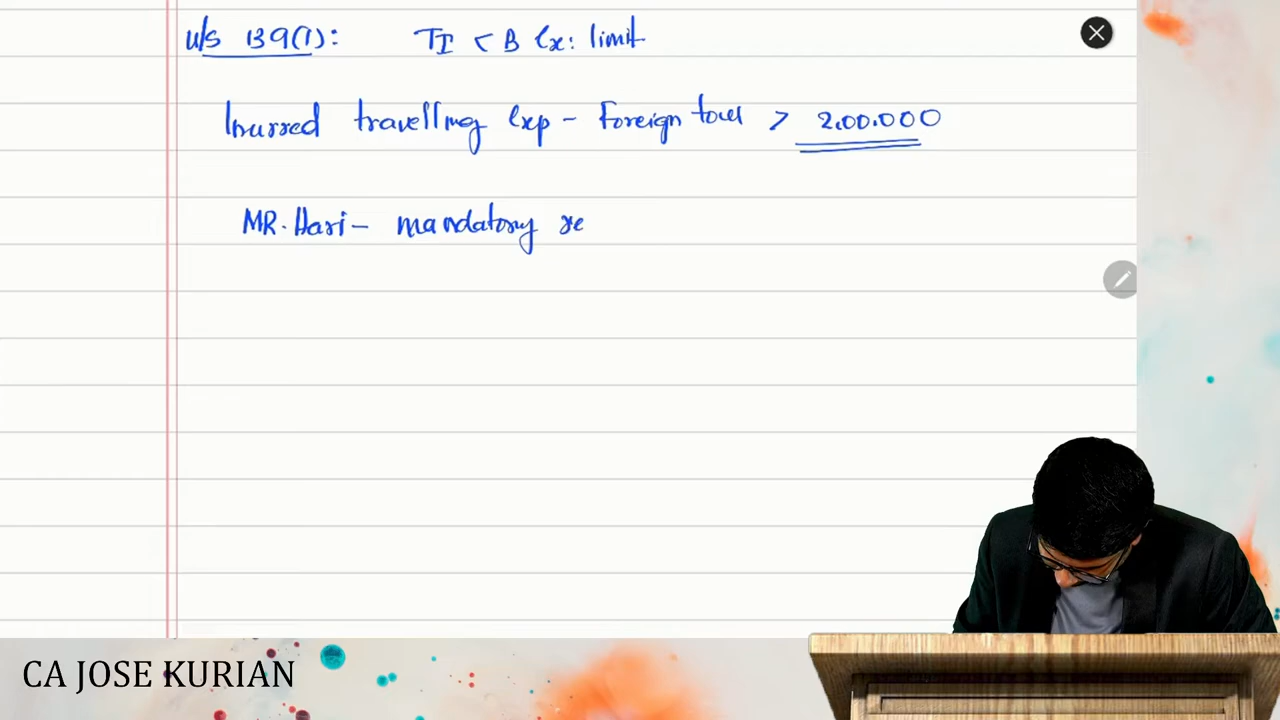 u/s 139(1): TI < B Ex: limit
Incurred travelling Exp - Foreign tour > 2,00,000
MR. Hari - mandatory re
CA JOSE KURIAN